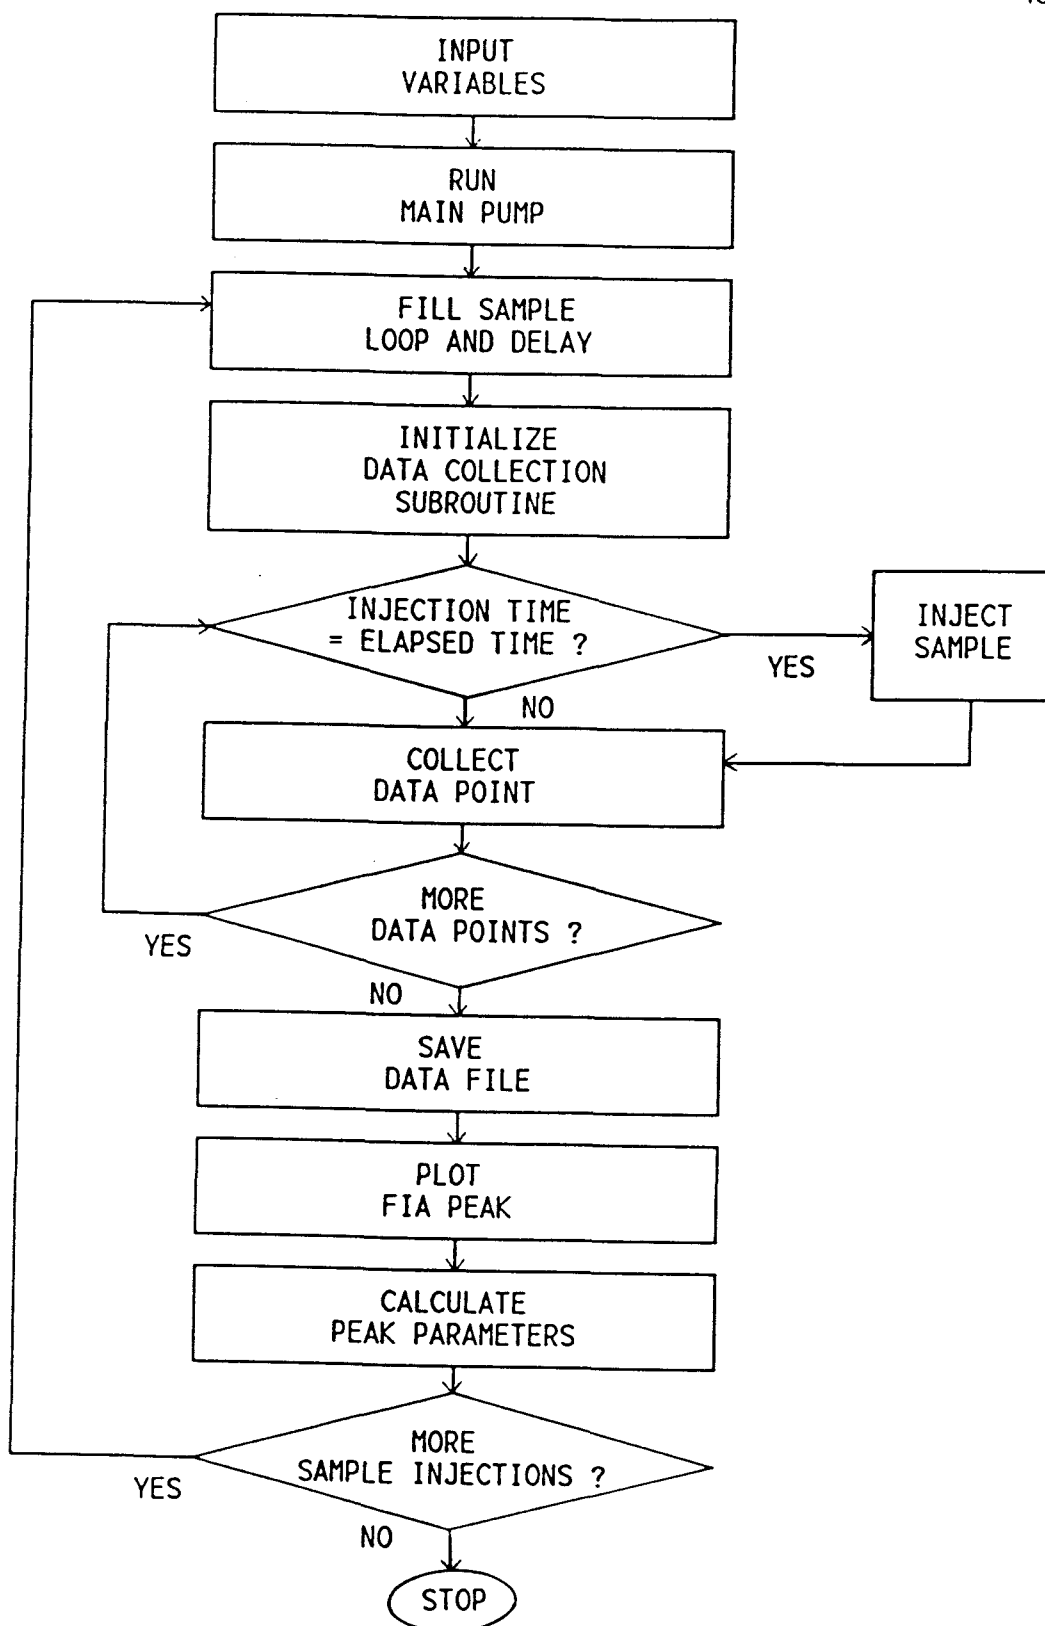 INPUT
VARIABLES
RUN
MAIN PUMP
FILL SAMPLE
LOOP AND DELAY
INITIALIZE
DATA COLLECTION
SUBROUTINE
INJECTION TIME
= ELAPSED TIME ?
YES
INJECT
SAMPLE
NO
COLLECT
DATA POINT
MORE
DATA POINTS ?
YES
NO
SAVE
DATA FILE
PLOT
FIA PEAK
CALCULATE
PEAK PARAMETERS
MORE
SAMPLE INJECTIONS ?
YES
NO
STOP